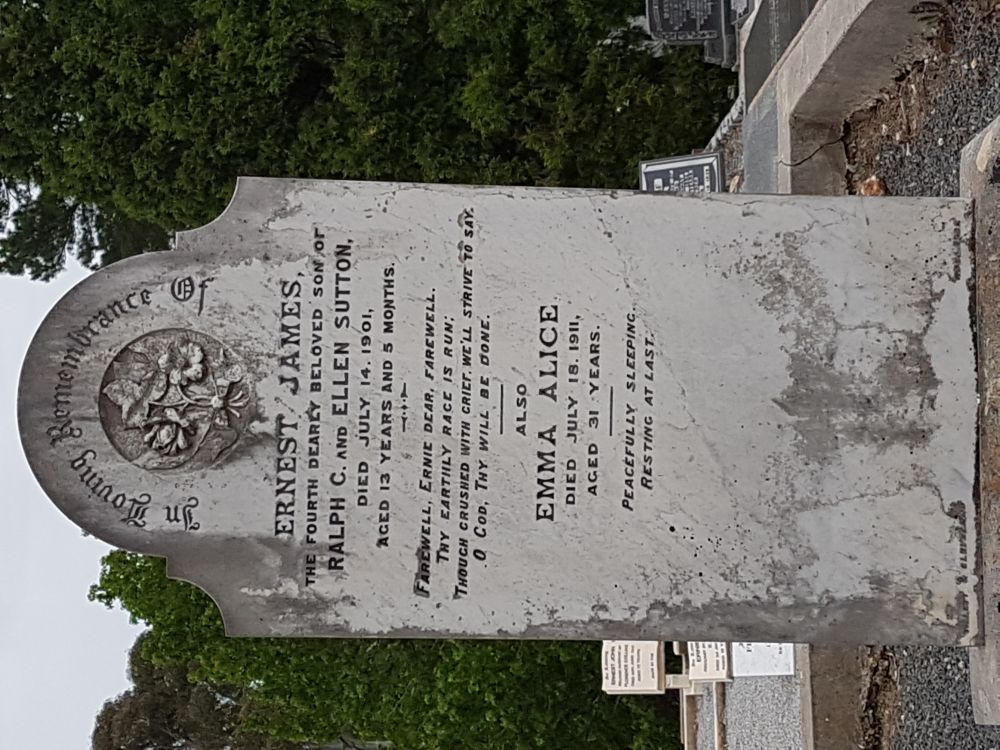 In Loving Remembrance Of
ERNEST JAMES,
THE FOURTH DEARLY BELOVED SON OF
RALPH C. AND ELLEN SUTTON,
DIED JULY 14. 1901,
AGED 13 YEARS AND 5 MONTHS.
FAREWELL, ERNIE DEAR, FAREWELL.
THY EARTHLY RACE IS RUN;
THOUGH CRUSHED WITH GRIEF, WE'LL STRIVE TO SAY.
O GOD, THY WILL BE DONE.
ALSO
EMMA ALICE
DIED JULY 18. 1911,
AGED 31 YEARS.
PEACEFULLY SLEEPING.
RESTING AT LAST.
ERNEST JOHN